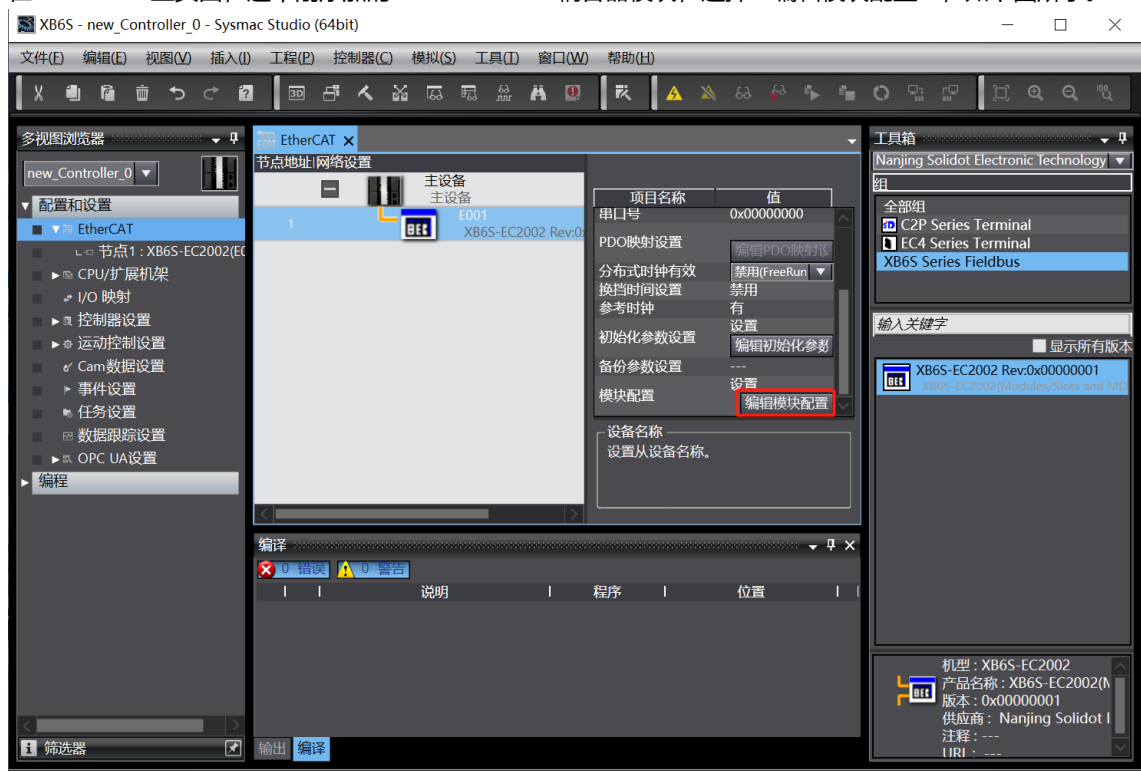 XB6S - new_Controller_0 - Sysmac Studio (64bit)
文件(F) 编辑(E) 视图(V) 插入(I) 工程(P) 控制器(C) 模拟(S) 工具(T) 窗口(W) 帮助(H)
多视图浏览器
new_Controller_0
配置和设置
EtherCAT
节点1 : XB6S-EC2002(E0
CPU/扩展机架
I/O 映射
控制器设置
运动控制设置
Cam数据设置
事件设置
任务设置
数据跟踪设置
OPC UA设置
编程
筛选器
EtherCAT
节点地址|网络设置
主设备
主设备
1
E001
XB6S-EC2002 Rev:0
项目名称 值
串口号 0x00000000
PDO映射设置 编辑PDO映射设
分布式时钟有效 禁用(FreeRun
换挡时间设置 禁用
参考时钟 有
初始化参数设置 设置
编辑初始化参数
备份参数设置 ---
模块配置 设置
编辑模块配置
设备名称
设置从设备名称。
编译
0 错误 0 警告
说明 程序 位置
输出 编译
工具箱
Nanjing Solidot Electronic Technology
组
全部组
C2P Series Terminal
EC4 Series Terminal
XB6S Series Fieldbus
输入关键字
显示所有版本
XB6S-EC2002 Rev:0x00000001
XB6S-EC2002(Modules/Slots and MD
机型 : XB6S-EC2002
产品名称 : XB6S-EC2002(M
版本 : 0x00000001
供应商 : Nanjing Solidot
注释 : ---
URL : ---